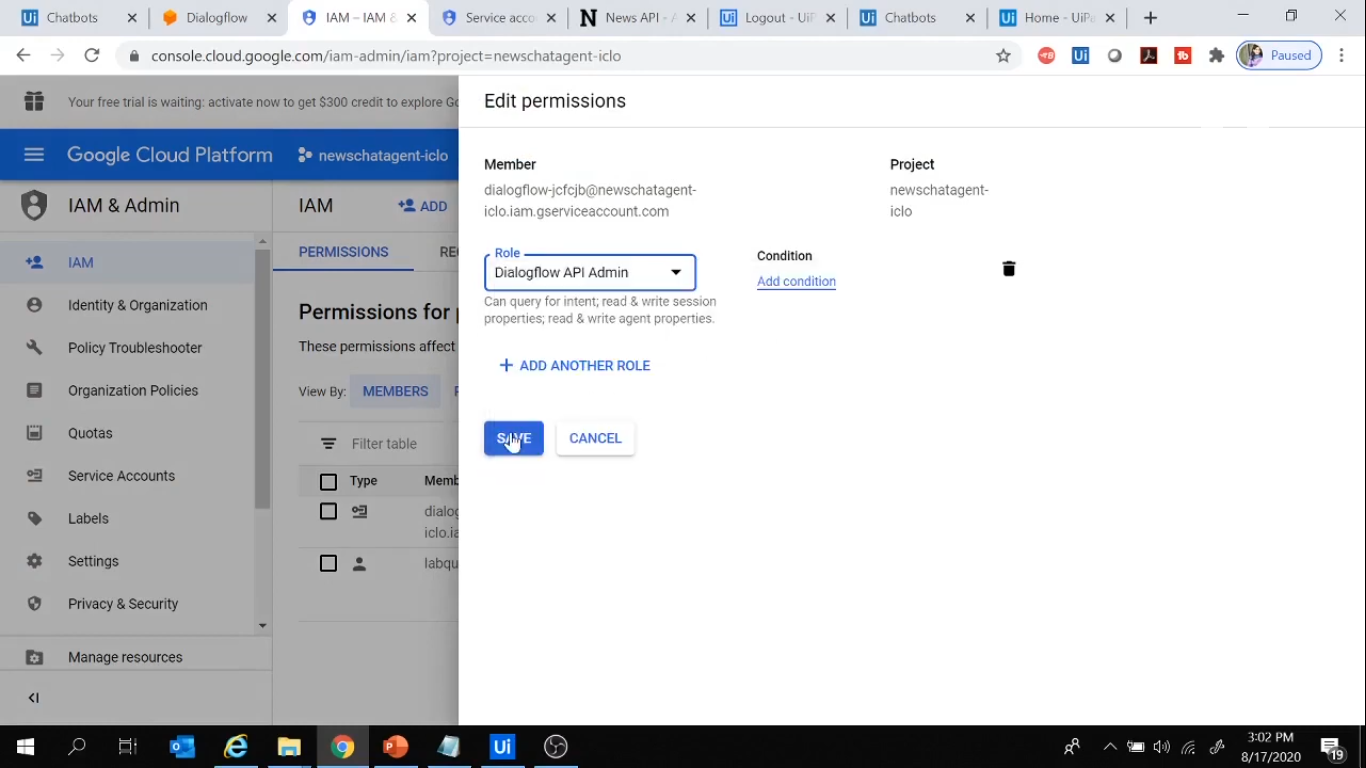 Chatbots
Dialogflow
IAM – IAM &
Service acco
News API - A
Logout - UiP
Chatbots
Home - UiPa
console.cloud.google.com/iam-admin/iam?project=newschatagent-iclo
Paused
Your free trial is waiting: activate now to get $300 credit to explore Go
Google Cloud Platform
newschatagent-iclo
IAM & Admin
IAM
Identity & Organization
Policy Troubleshooter
Organization Policies
Quotas
Service Accounts
Labels
Settings
Privacy & Security
Manage resources
IAM
ADD
PERMISSIONS
REC
Permissions for p
These permissions affect
View By:
MEMBERS
Filter table
Type
Memb
dialog
iclo.ia
labqu
Edit permissions
Member
dialogflow-jcfcjb@newschatagent-
iclo.iam.gserviceaccount.com
Project
newschatagent-
iclo
Role
Dialogflow API Admin
Can query for intent; read & write session
properties; read & write agent properties.
Condition
Add condition
ADD ANOTHER ROLE
SAVE
CANCEL
3:02 PM
8/17/2020
19